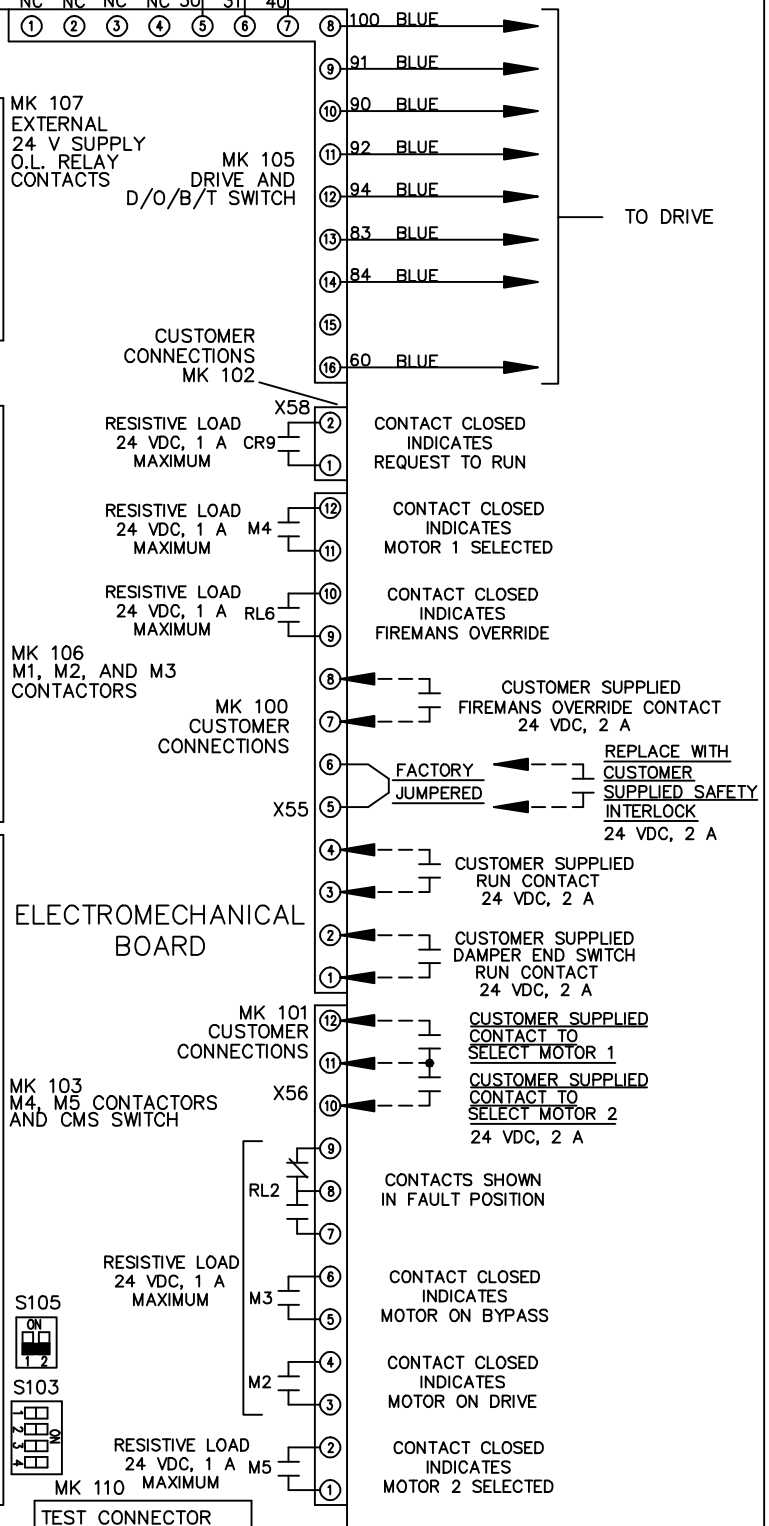 NC NC NC NC 30 31 40
1 2 3 4 5 6 7 8 100 BLUE
9 91 BLUE
10 90 BLUE
11 92 BLUE
12 94 BLUE
13 83 BLUE
14 84 BLUE
15
16 60 BLUE
TO DRIVE
MK 107
EXTERNAL
24 V SUPPLY
O.L. RELAY
CONTACTS
MK 105
DRIVE AND
D/O/B/T SWITCH
CUSTOMER
CONNECTIONS
MK 102
X58
RESISTIVE LOAD
24 VDC, 1 A
MAXIMUM
CR9
2
1
CONTACT CLOSED
INDICATES
REQUEST TO RUN
RESISTIVE LOAD
24 VDC, 1 A
MAXIMUM
M4
12
11
CONTACT CLOSED
INDICATES
MOTOR 1 SELECTED
RESISTIVE LOAD
24 VDC, 1 A
MAXIMUM
RL6
10
9
CONTACT CLOSED
INDICATES
FIREMANS OVERRIDE
MK 106
M1, M2, AND M3
CONTACTORS
MK 100
CUSTOMER
CONNECTIONS
8
7
CUSTOMER SUPPLIED
FIREMANS OVERRIDE CONTACT
24 VDC, 2 A
X55
6
5
FACTORY
JUMPERED
REPLACE WITH
CUSTOMER
SUPPLIED SAFETY
INTERLOCK
24 VDC, 2 A
4
3
CUSTOMER SUPPLIED
RUN CONTACT
24 VDC, 2 A
ELECTROMECHANICAL
BOARD
2
1
CUSTOMER SUPPLIED
DAMPER END SWITCH
RUN CONTACT
24 VDC, 2 A
MK 101
CUSTOMER
CONNECTIONS
X56
12
11
10
CUSTOMER SUPPLIED
CONTACT TO
SELECT MOTOR 1
CUSTOMER SUPPLIED
CONTACT TO
SELECT MOTOR 2
24 VDC, 2 A
MK 103
M4, M5 CONTACTORS
AND CMS SWITCH
RL2
9
8
7
CONTACTS SHOWN
IN FAULT POSITION
RESISTIVE LOAD
24 VDC, 1 A
MAXIMUM
M3
6
5
CONTACT CLOSED
INDICATES
MOTOR ON BYPASS
M2
4
3
CONTACT CLOSED
INDICATES
MOTOR ON DRIVE
S105
ON
1 2
S103
1
2
3
4
ON
RESISTIVE LOAD
24 VDC, 1 A
MAXIMUM
M5
2
1
CONTACT CLOSED
INDICATES
MOTOR 2 SELECTED
MK 110
TEST CONNECTOR